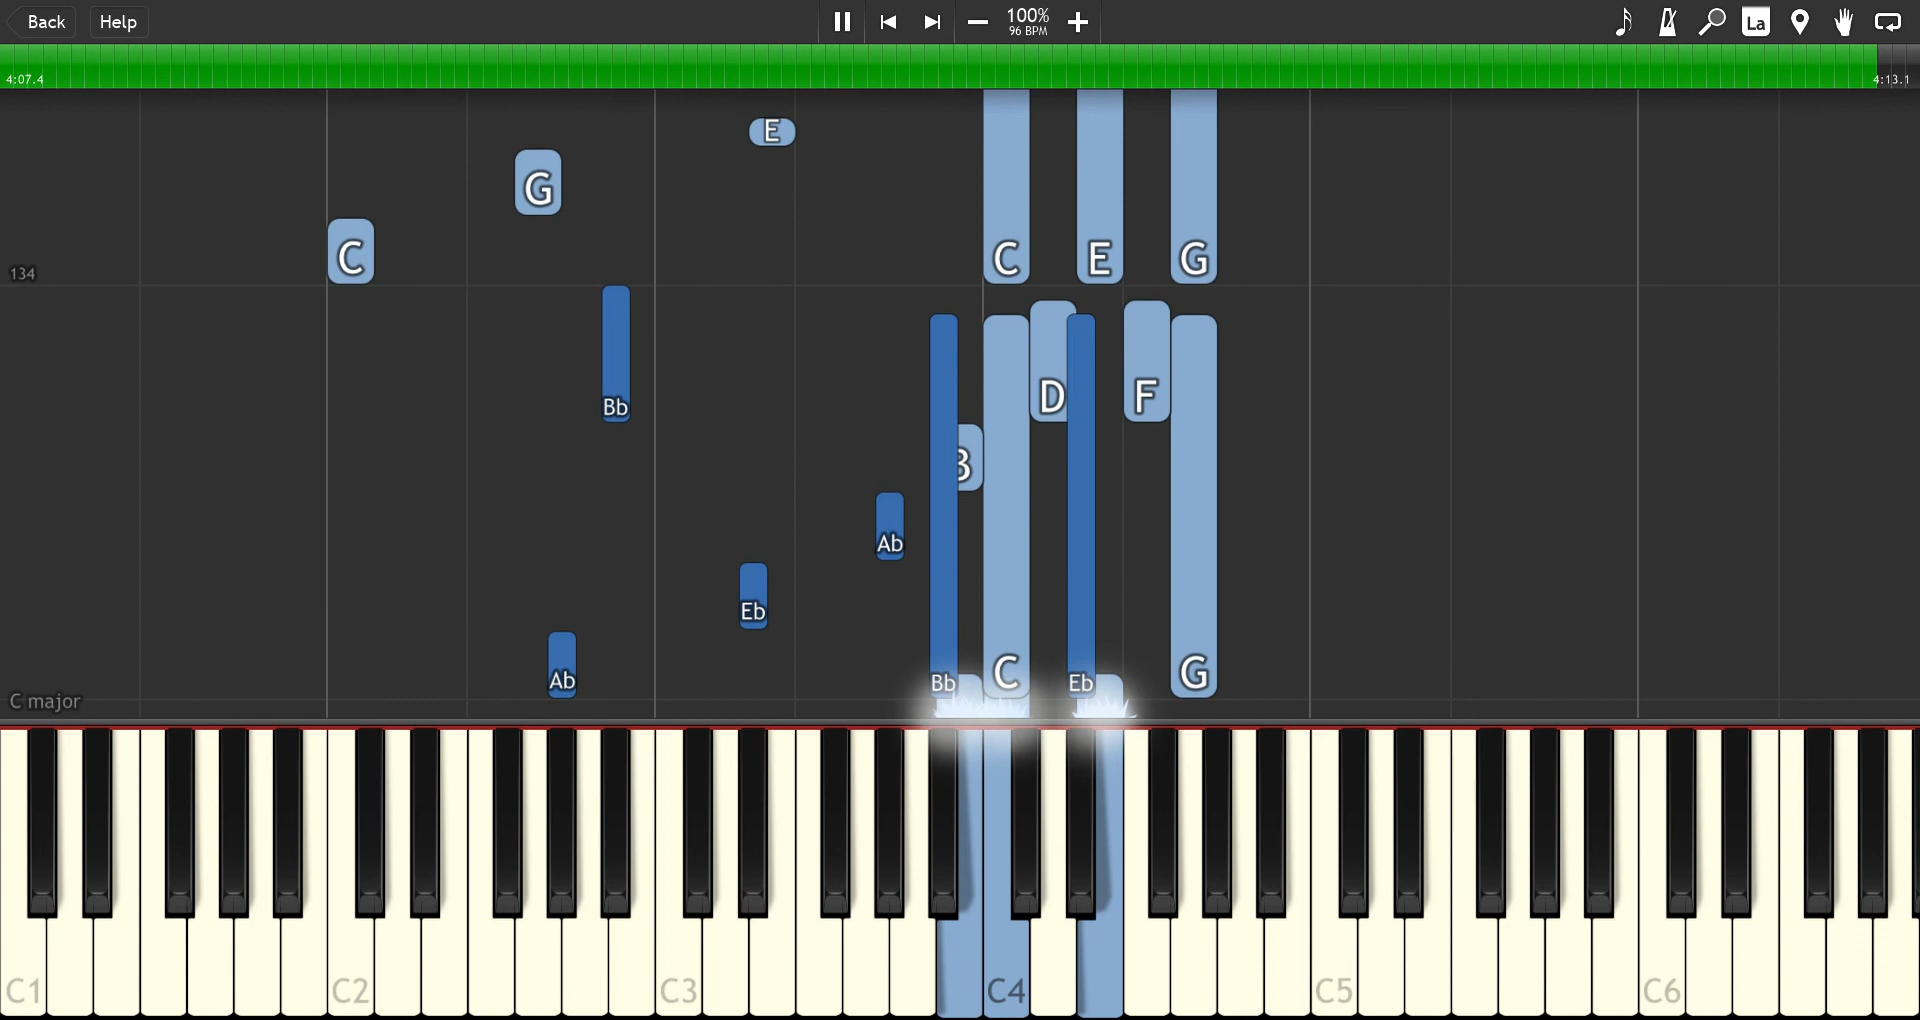 Back Help
100%
96 BPM
La
4:07.4 4:13.1
E
G
C C E G
134
Bb D F
B
Ab
Eb
Ab Bb C Eb G
C major
C1 C2 C3 C4 C5 C6